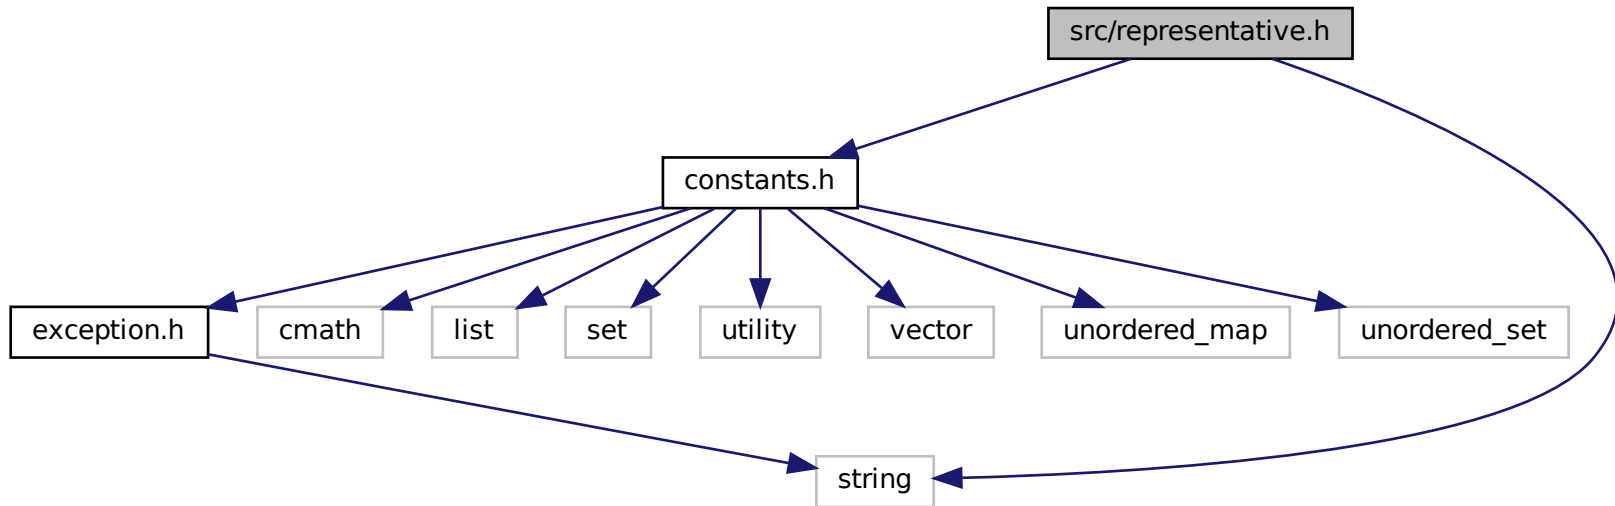 src/representative.h
constants.h
exception.h
cmath
list
set
utility
vector
unordered_map
unordered_set
string